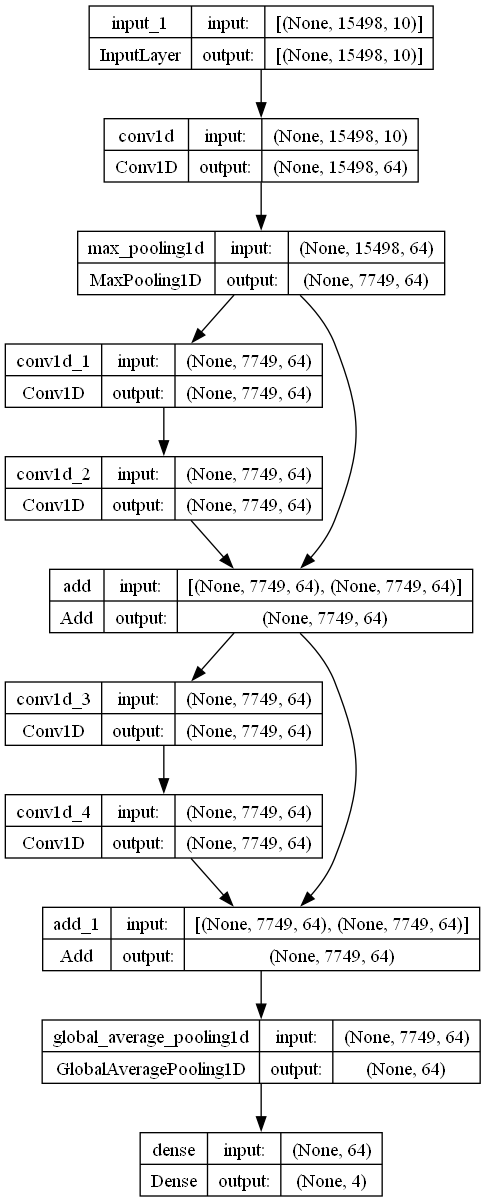 input_1 input: [(None, 15498, 10)]
InputLayer output: [(None, 15498, 10)]
conv1d input: (None, 15498, 10)
Conv1D output: (None, 15498, 64)
max_pooling1d input: (None, 15498, 64)
MaxPooling1D output: (None, 7749, 64)
conv1d_1 input: (None, 7749, 64)
Conv1D output: (None, 7749, 64)
conv1d_2 input: (None, 7749, 64)
Conv1D output: (None, 7749, 64)
add input: [(None, 7749, 64), (None, 7749, 64)]
Add output: (None, 7749, 64)
conv1d_3 input: (None, 7749, 64)
Conv1D output: (None, 7749, 64)
conv1d_4 input: (None, 7749, 64)
Conv1D output: (None, 7749, 64)
add_1 input: [(None, 7749, 64), (None, 7749, 64)]
Add output: (None, 7749, 64)
global_average_pooling1d input: (None, 7749, 64)
GlobalAveragePooling1D output: (None, 64)
dense input: (None, 64)
Dense output: (None, 4)